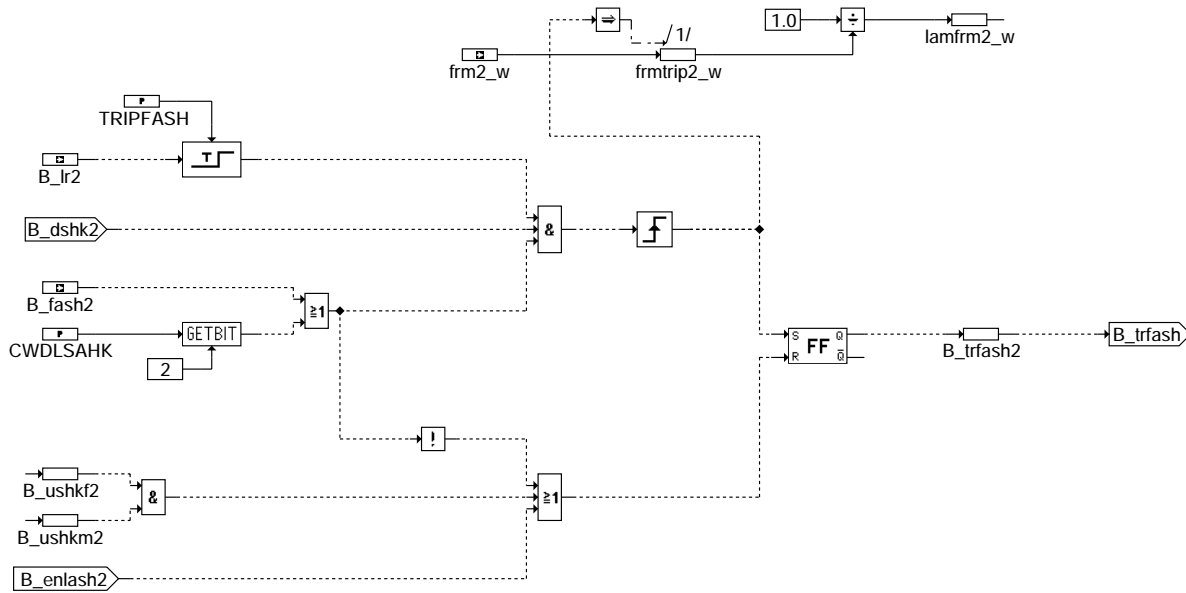 ⇒
1.0
÷
/1/
lamfrm2_w
frm2_w
frmtrip2_w
P
TRIPFASH
T
B_lr2
B_dshk2
&
B_fash2
≥1
P
GETBIT
CWDLSAHK
2
S Q
FF
R Q̅
B_trfash2
B_trfash
!
B_ushkf2
&
≥1
B_ushkm2
B_enlash2